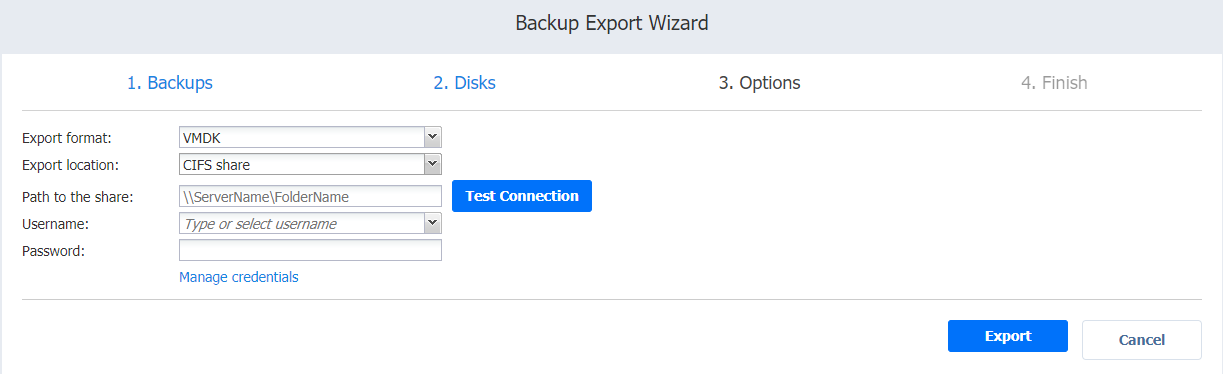 Backup Export Wizard
1. Backups 2. Disks 3. Options 4. Finish
Export format: VMDK
Export location: CIFS share
Path to the share: \\ServerName\FolderName Test Connection
Username: Type or select username
Password:
Manage credentials
Export Cancel